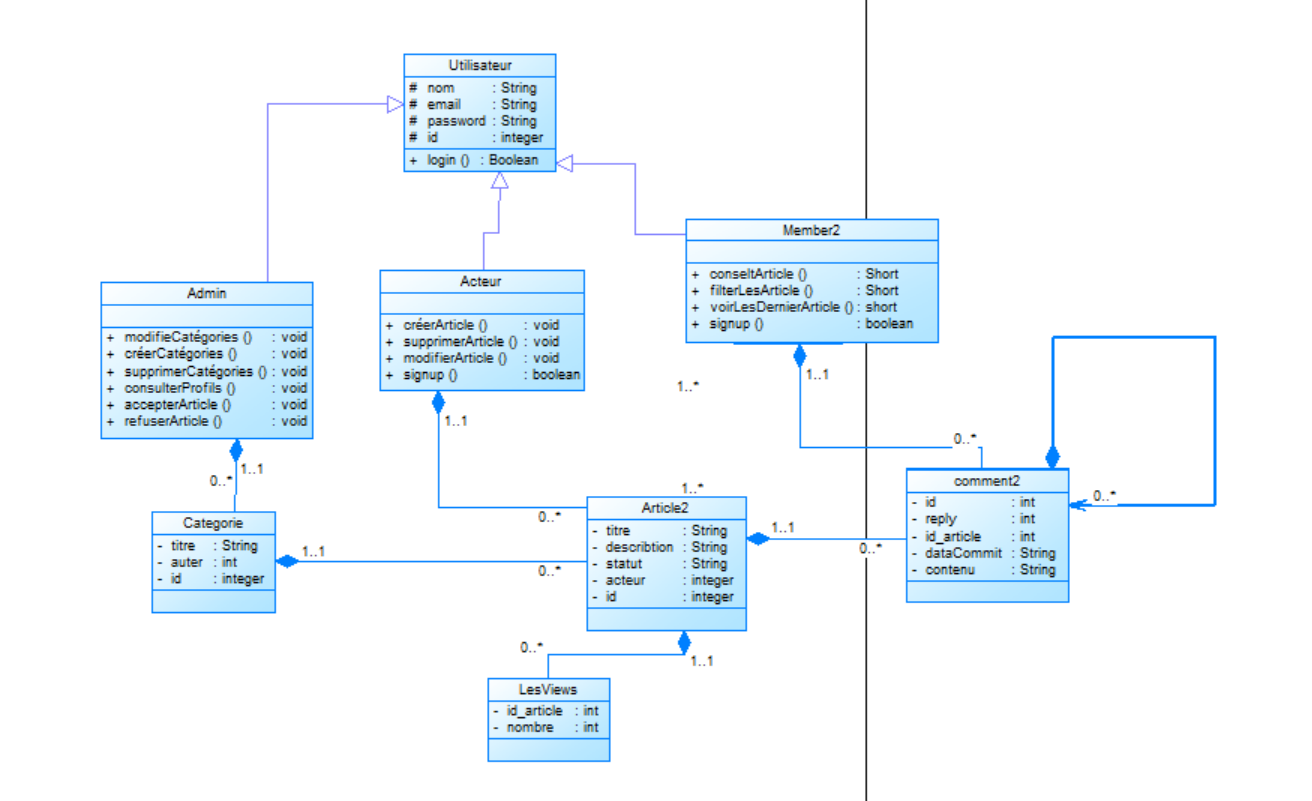 Utilisateur
# nom : String
# email : String
# password : String
# id : integer
+ login () : Boolean
Member2
+ conseltArticle () : Short
+ filterLesArticle () : Short
+ voirLesDernierArticle () : short
+ signup () : boolean
Acteur
+ créerArticle () : void
+ supprimerArticle () : void
+ modifierArticle () : void
+ signup () : boolean
Admin
+ modifieCatégories () : void
+ créerCatégories () : void
+ supprimerCatégories () : void
+ consulterProfils () : void
+ accepterArticle () : void
+ refuserArticle () : void
1..1
1..*
1..1
0..*
1..1
0..*
comment2
- id : int
- reply : int
- id_article : int
- dataCommit : String
- contenu : String
0..*
1..*
Article2
- titre : String
- describtion : String
- statut : String
- acteur : integer
- id : integer
0..*
1..1
0..*
Categorie
- titre : String
- auter : int
- id : integer
1..1
0..*
0..*
1..1
LesViews
- id_article : int
- nombre : int